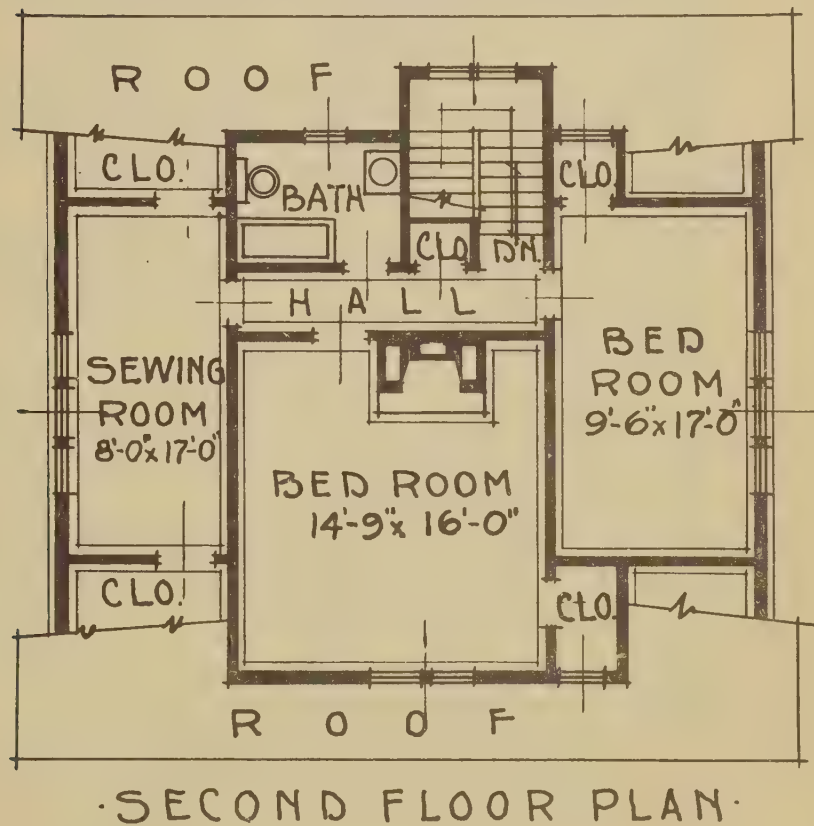 ROOF
CLO.
BATH
CLO.
CLO.
D'N.
HALL
SEWING
ROOM
8'-0" x 17'-0"
BED
ROOM
9'-6" x 17'-0"
BED ROOM
14'-9" x 16'-0"
CLO.
CLO.
ROOF
·SECOND FLOOR PLAN·